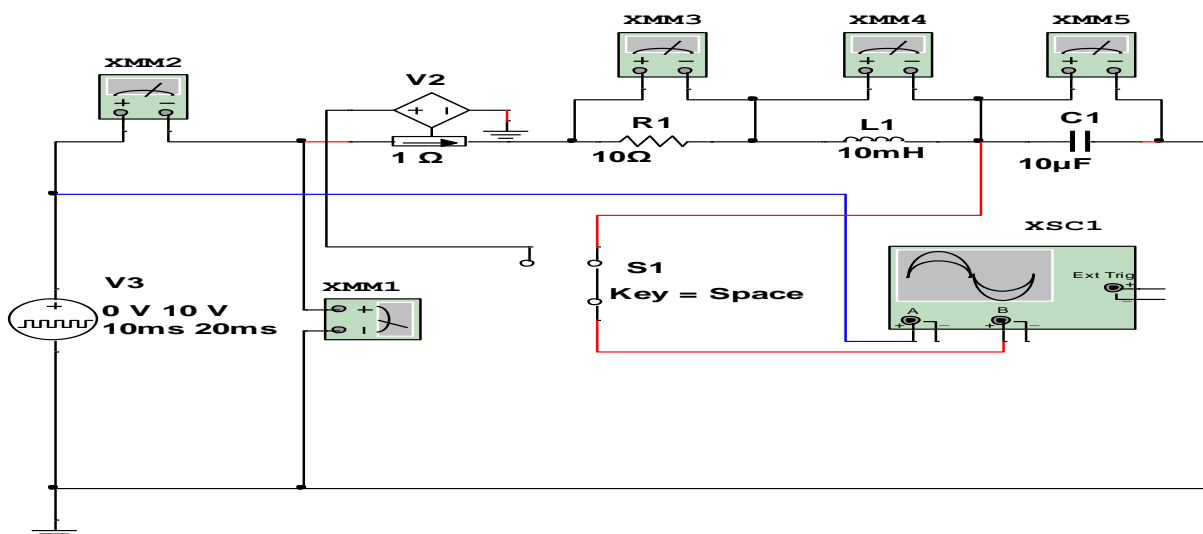 XMM3
XMM4
XMM5
XMM2
V2
R1
10Ω
L1
10mH
C1
10µF
1 Ω
XSC1
Ext Trig
A
B
S1
Key = Space
V3
0 V 10 V
10ms 20ms
XMM1